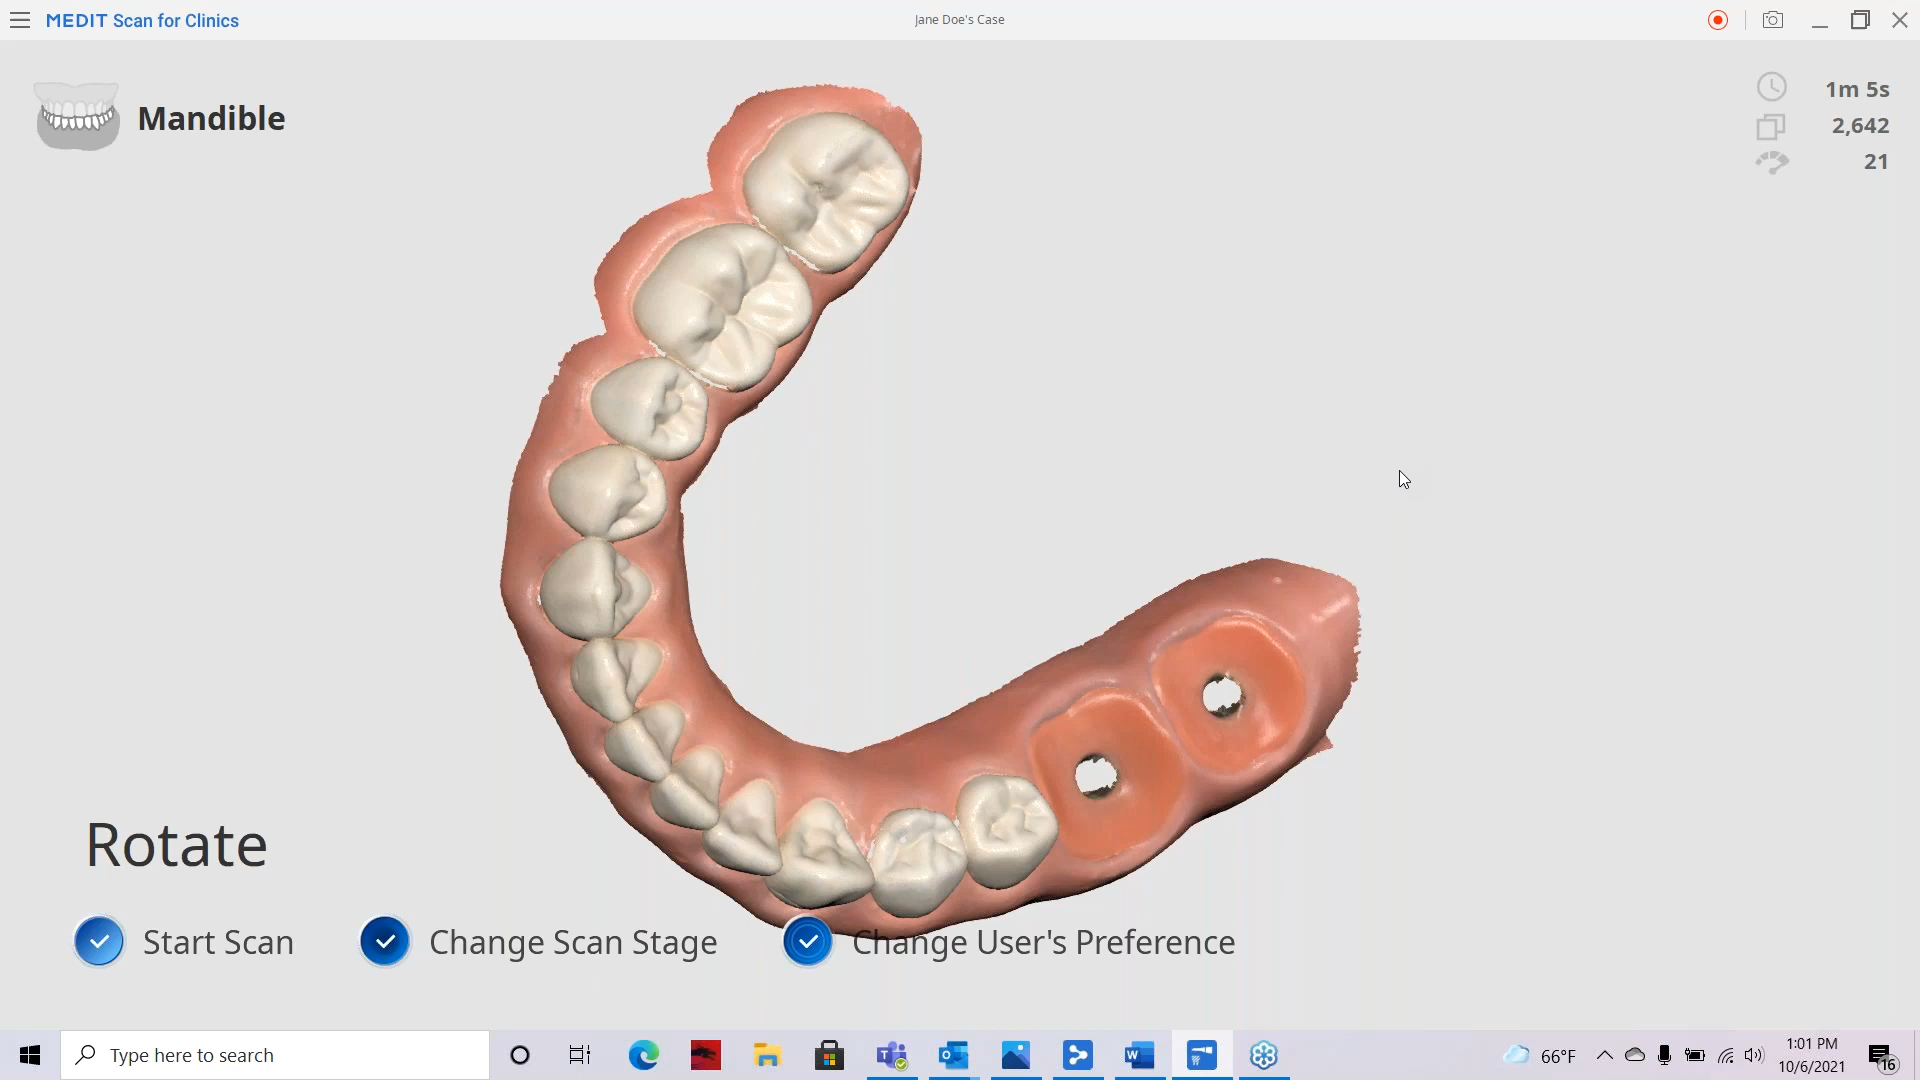 MEDIT Scan for Clinics
Jane Doe's Case
Mandible
1m 5s
2,642
21
Rotate
Start Scan
Change Scan Stage
Change User's Preference
Type here to search
66°F
1:01 PM
10/6/2021
16